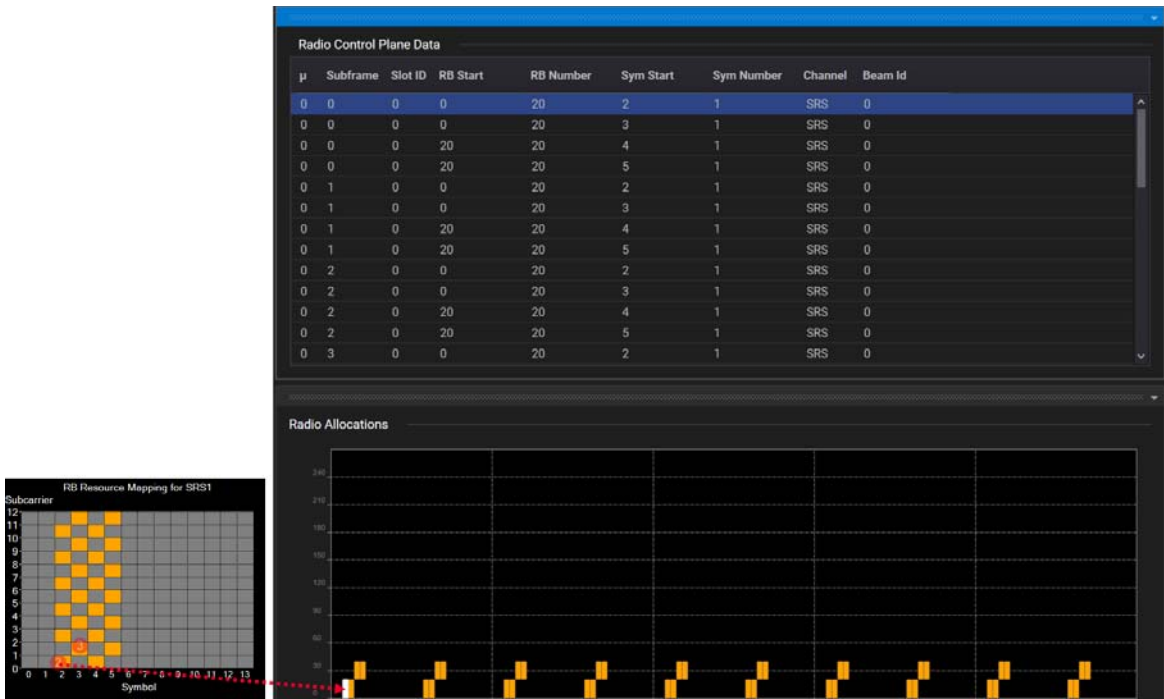 Radio Control Plane Data
µ Subframe Slot ID RB Start RB Number Sym Start Sym Number Channel Beam Id
0 0 0 0 20 2 1 SRS 0
0 0 0 0 20 3 1 SRS 0
0 0 0 20 20 4 1 SRS 0
0 0 0 20 20 5 1 SRS 0
0 1 0 0 20 2 1 SRS 0
0 1 0 0 20 3 1 SRS 0
0 1 0 20 20 4 1 SRS 0
0 1 0 20 20 5 1 SRS 0
0 2 0 0 20 2 1 SRS 0
0 2 0 0 20 3 1 SRS 0
0 2 0 20 20 4 1 SRS 0
0 2 0 20 20 5 1 SRS 0
0 3 0 0 20 2 1 SRS 0
Radio Allocations
240
210
180
150
120
90
60
30
0
RB Resource Mapping for SRS1
Subcarrier
12
11
10
9
8
7
6
5
4
3
2
1
0
3
2
0 1 2 3 4 5 6 7 8 9 10 11 12 13
Symbol